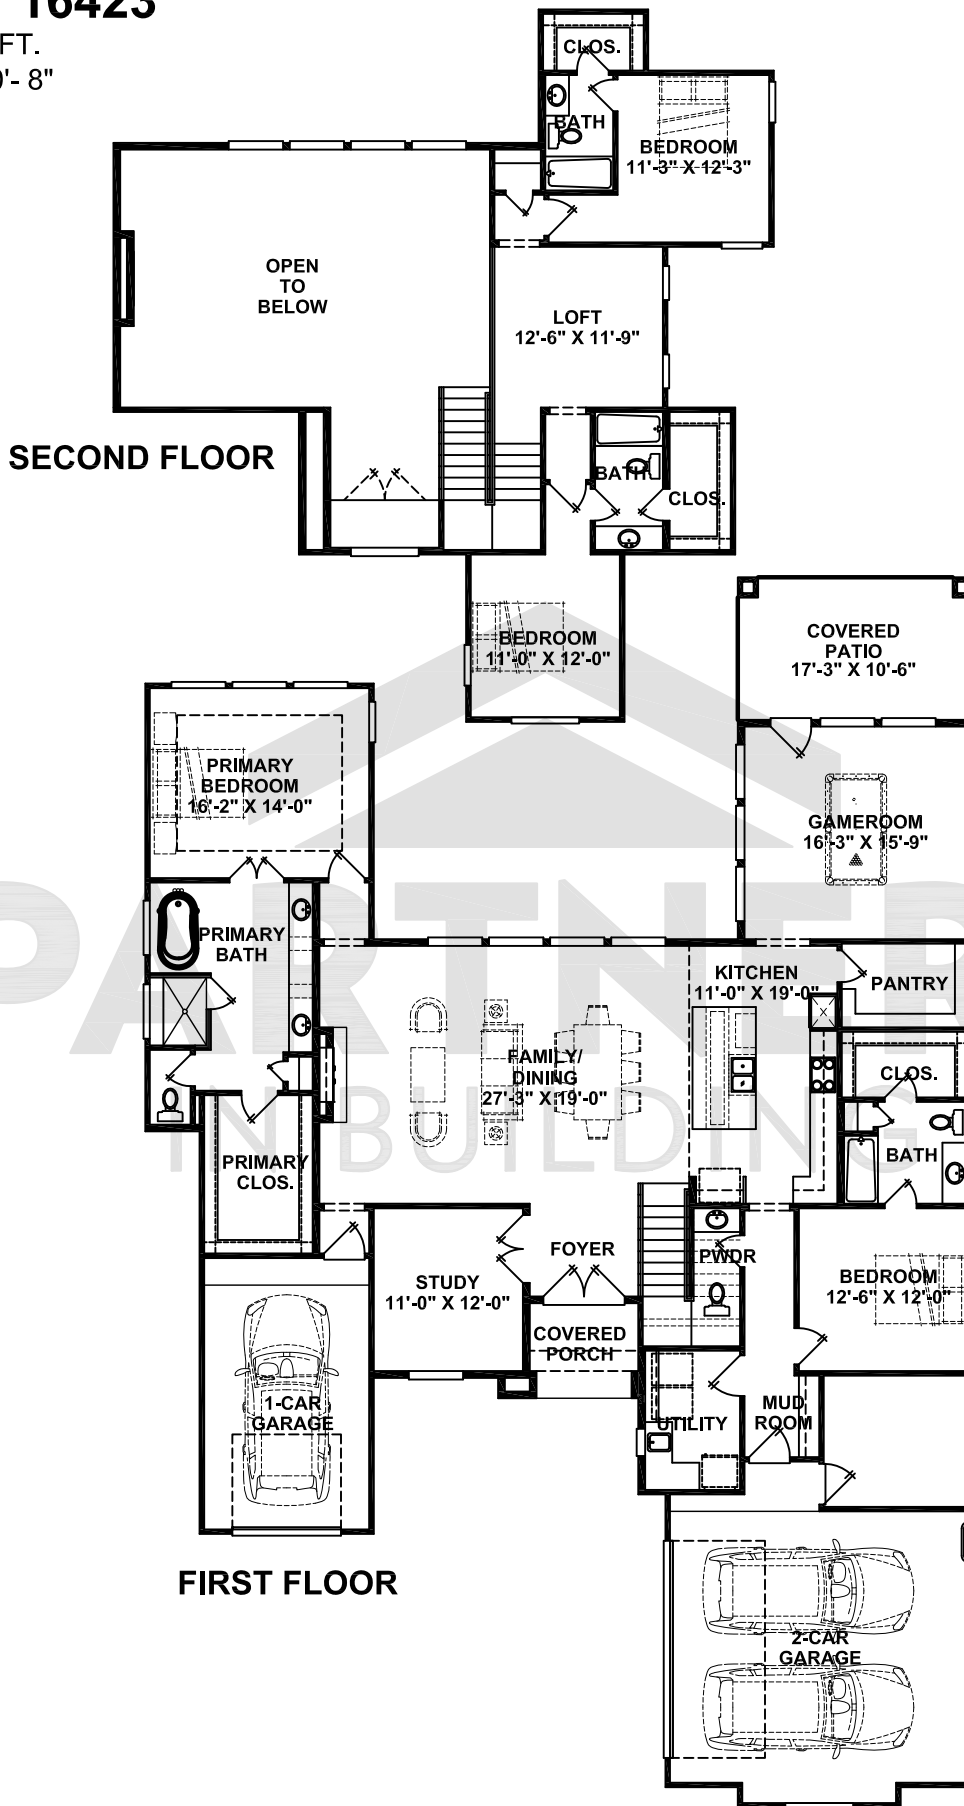 16423
FT.
'- 8"
CLOS.
BATH
BEDROOM
11'-3" X 12'-3"
OPEN
TO
BELOW
LOFT
12'-6" X 11'-9"
SECOND FLOOR
BATH
CLOS.
BEDROOM
11'-0" X 12'-0"
COVERED
PATIO
17'-3" X 10'-6"
PRIMARY
BEDROOM
16'-2" X 14'-0"
GAMEROOM
16'-3" X 15'-9"
PRIMARY
BATH
KITCHEN
11'-0" X 19'-0"
PANTRY
FAMILY/
DINING
27'-3" X 19'-0"
CLOS.
BATH
PRIMARY
CLOS.
FOYER
PWDR
STUDY
11'-0" X 12'-0"
BEDROOM
12'-6" X 12'-0"
COVERED
PORCH
1-CAR
GARAGE
UTILITY
MUD
ROOM
FIRST FLOOR
2-CAR
GARAGE
PARTNER
IN BUILDING